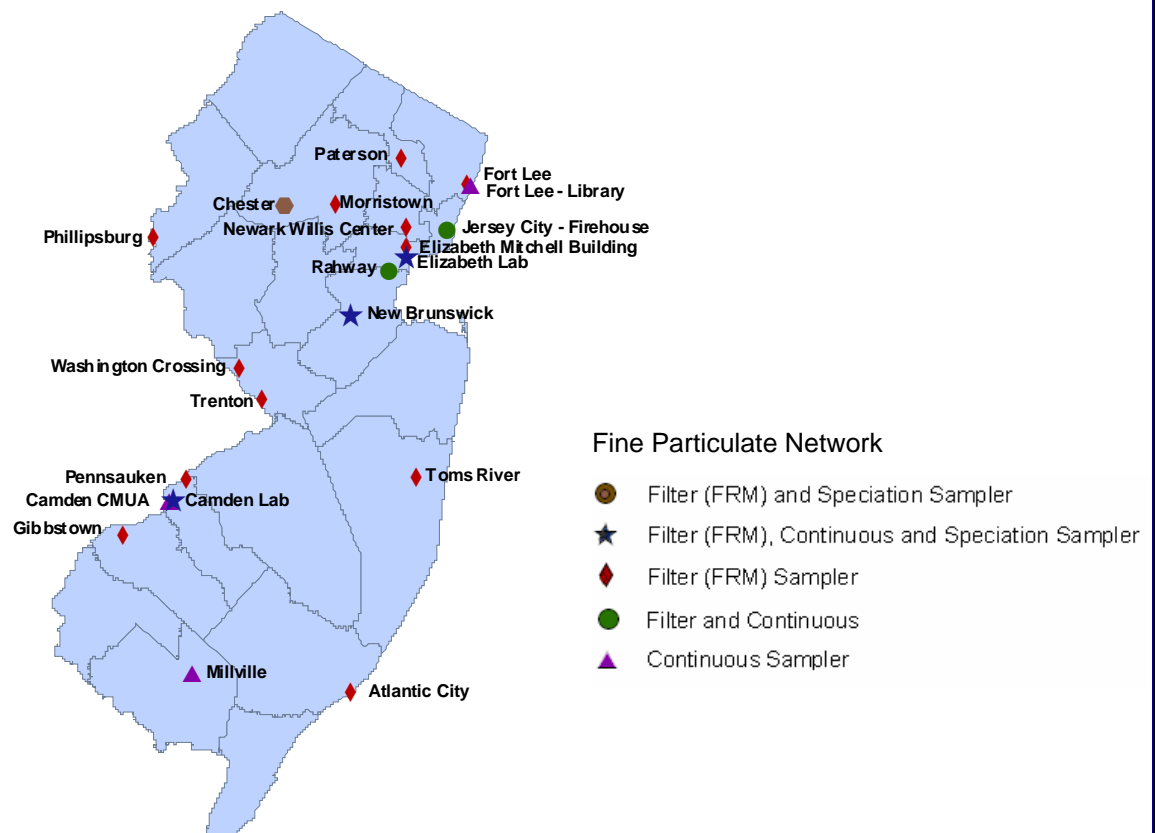 Paterson
Fort Lee
Fort Lee - Library
Chester
Morristown
Newark Willis Center
Jersey City - Firehouse
Phillipsburg
Elizabeth Mitchell Building
Elizabeth Lab
Rahway
New Brunswick
Washington Crossing
Trenton
Fine Particulate Network
Pennsauken
Toms River
Camden CMUA
Camden Lab
Filter (FRM) and Speciation Sampler
Gibbstown
Filter (FRM), Continuous and Speciation Sampler
Filter (FRM) Sampler
Filter and Continuous
Continuous Sampler
Millville
Atlantic City